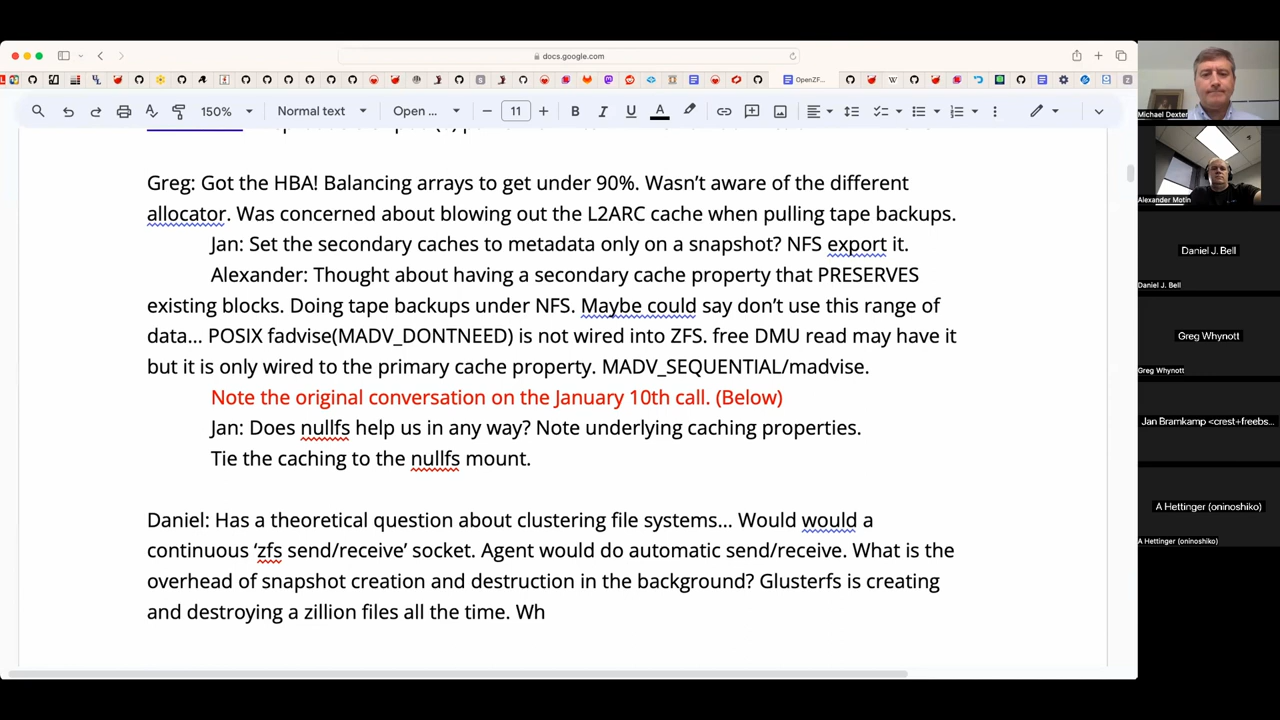 docs.google.com
OpenZF...
150%
Normal text
Open ...
11
B I U A
Greg: Got the HBA! Balancing arrays to get under 90%. Wasn't aware of the different
allocator. Was concerned about blowing out the L2ARC cache when pulling tape backups.
Jan: Set the secondary caches to metadata only on a snapshot? NFS export it.
Alexander: Thought about having a secondary cache property that PRESERVES
existing blocks. Doing tape backups under NFS. Maybe could say don't use this range of
data... POSIX fadvise(MADV_DONTNEED) is not wired into ZFS. free DMU read may have it
but it is only wired to the primary cache property. MADV_SEQUENTIAL/madvise.
Note the original conversation on the January 10th call. (Below)
Jan: Does nullfs help us in any way? Note underlying caching properties.
Tie the caching to the nullfs mount.
Daniel: Has a theoretical question about clustering file systems... Would would a
continuous 'zfs send/receive' socket. Agent would do automatic send/receive. What is the
overhead of snapshot creation and destruction in the background? Glusterfs is creating
and destroying a zillion files all the time. Wh
Michael Dexter
Alexander Motin
Daniel J. Bell
Daniel J. Bell
Greg Whynott
Greg Whynott
Jan Bramkamp <crest+freebs...
A Hettinger (oninoshiko)
A Hettinger (oninoshiko)